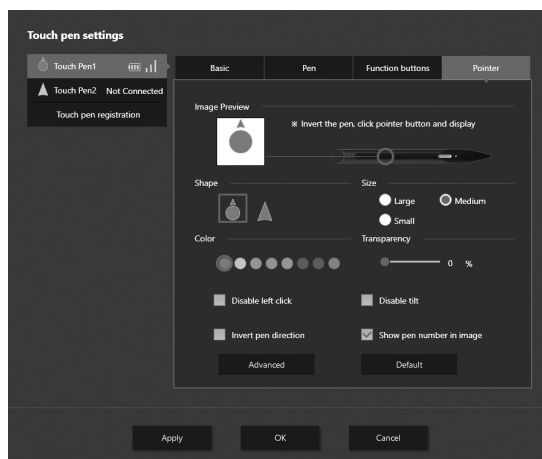 Touch pen settings
Touch Pen1
Touch Pen2 Not Connected
Touch pen registration
Basic Pen Function buttons Pointer
Image Preview
※ Invert the pen, click pointer button and display
Shape
Size
Large Medium
Small
Color
Transparency
0 %
Disable left click Disable tilt
Invert pen direction Show pen number in image
Advanced Default
Apply OK Cancel